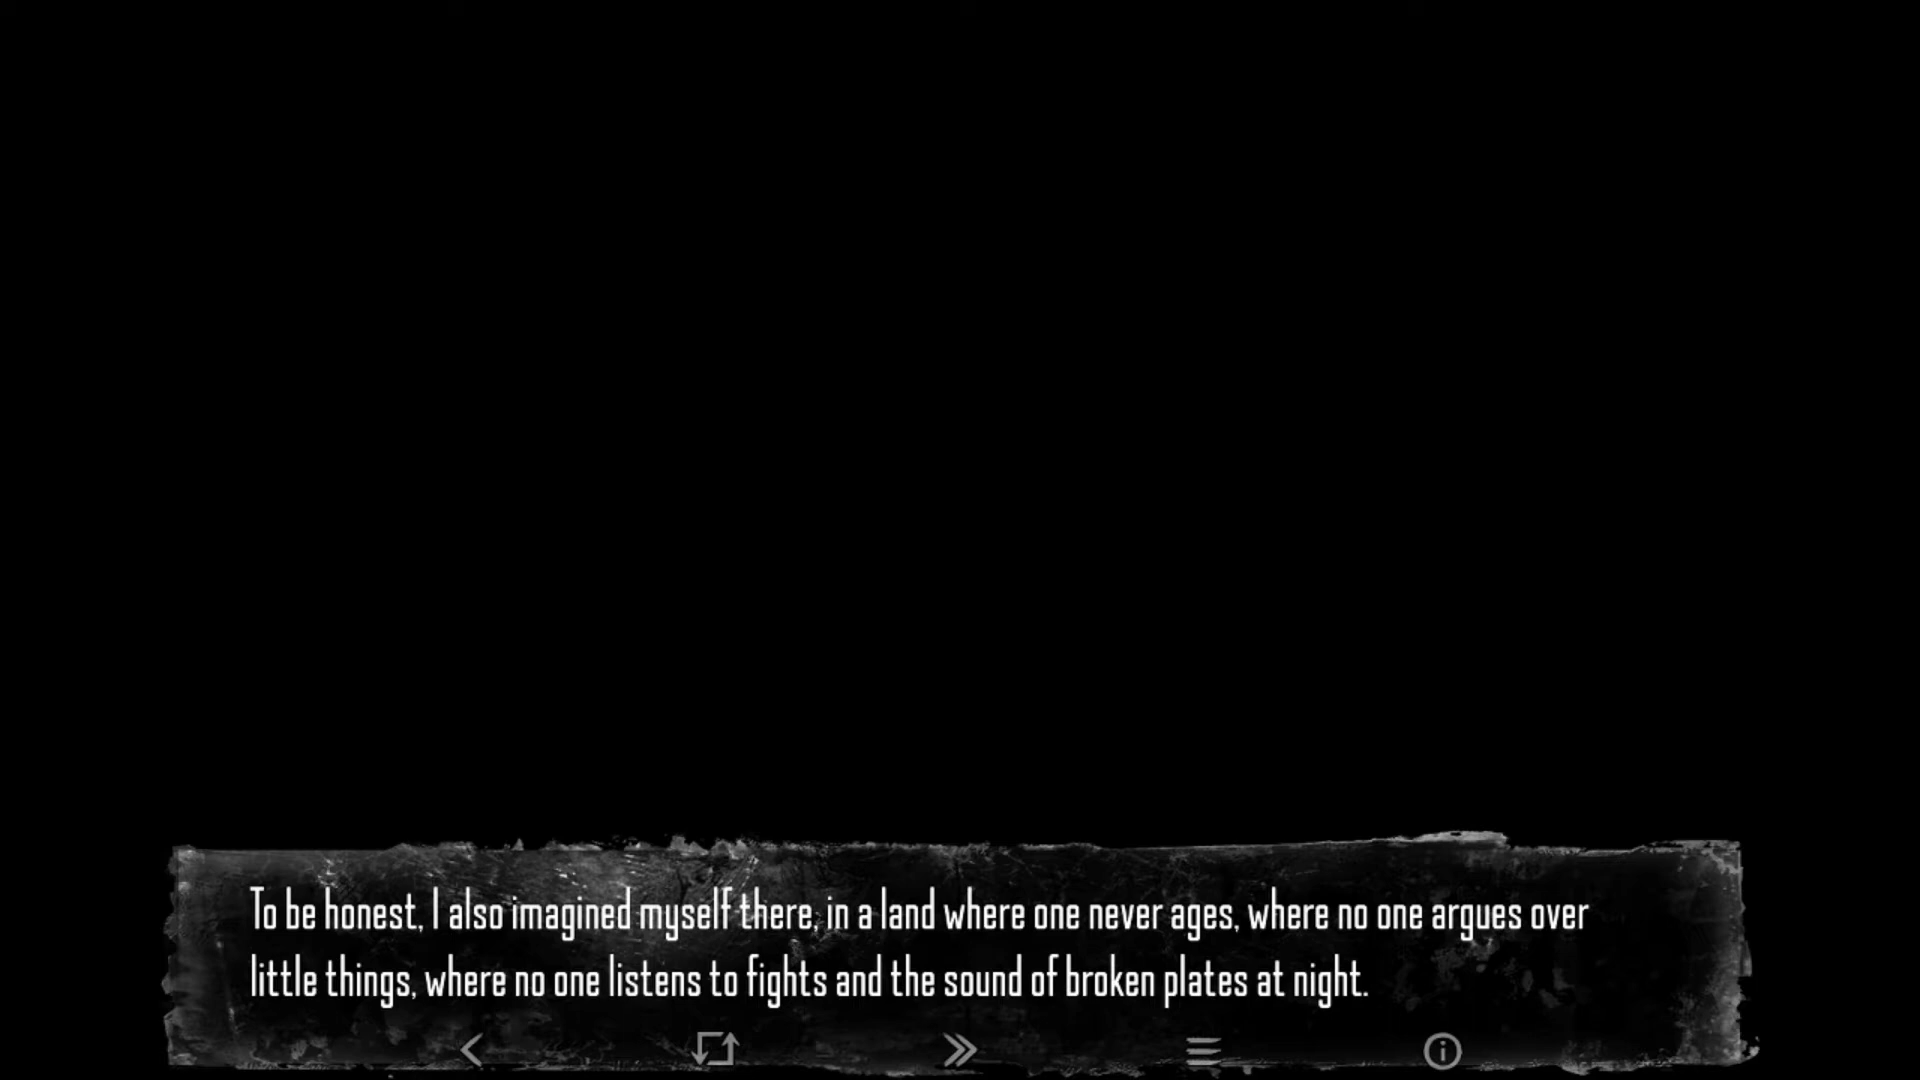 To be honest, I also imagined myself there, in a land where one never ages, where no one argues over
little things, where no one listens to fights and the sound of broken plates at night.